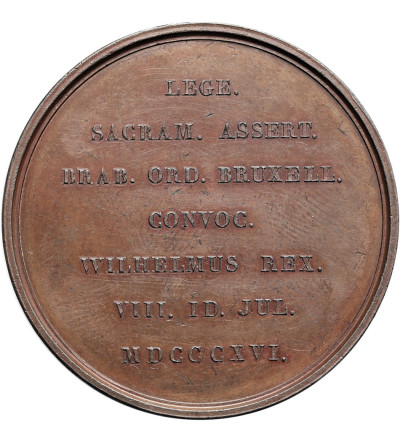 LEGE.
SACRAM. ASSERT.
BRAB. ORD. BRUXELL.
CONVOC.
WILHELMUS REX.
VIII. ID. JUL.
MDCCCXVI.